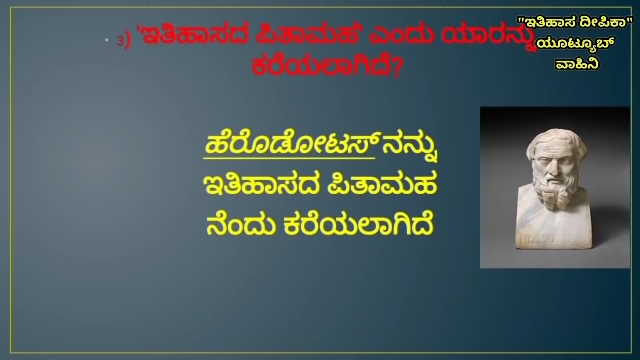 3) 'ಇತಿಹಾಸದ ಪಿತಾಮಹ' ಎಂದು ಯಾರನ್ನು
ಕರೆಯಲಾಗಿದೆ?
"ಇತಿಹಾಸ ದೀಪಿಕಾ"
ಯೂಟ್ಯೂಬ್
ವಾಹಿನಿ
ಹೆರೊಡೋಟಸ್ ನನ್ನು
ಇತಿಹಾಸದ ಪಿತಾಮಹ
ನೆಂದು ಕರೆಯಲಾಗಿದೆ